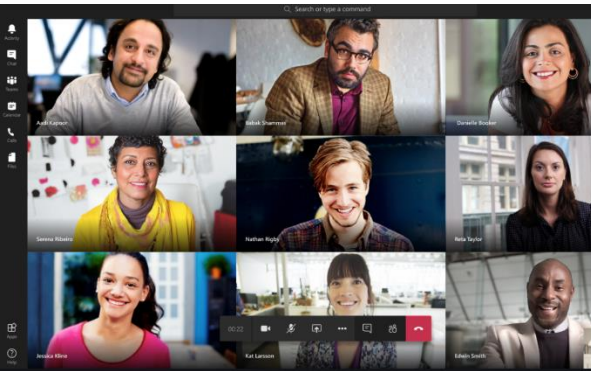 Search or type a command
Activity
Chat
Teams
Calendar
Calls
Files
Aadi Kapoor
Babak Shammas
Danielle Booker
Serena Ribeiro
Nathan Rigby
Reta Taylor
Jessica Kline
Kat Larsson
Edwin Smith
00:22
Apps
Help